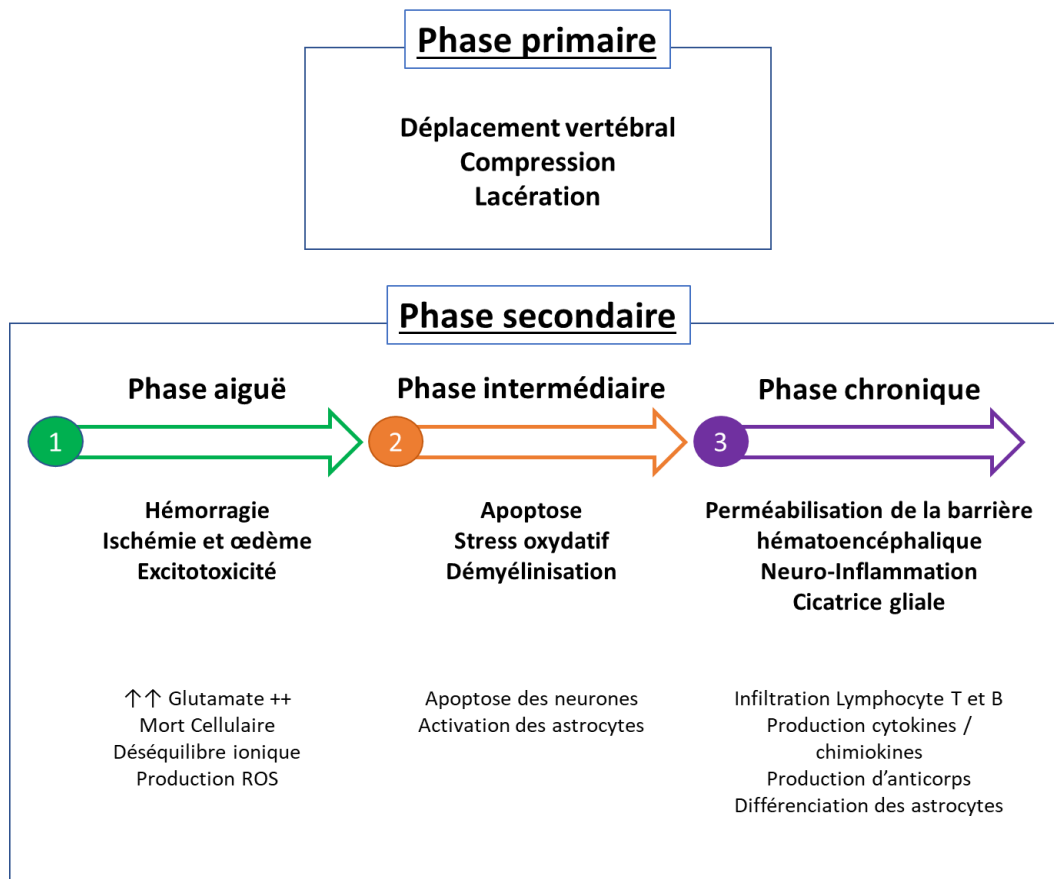 Phase primaire
Déplacement vertébral
Compression
Lacération
Phase secondaire
Phase aiguë
1
Hémorragie
Ischémie et œdème
Excitotoxicité
↑↑ Glutamate ++
Mort Cellulaire
Déséquilibre ionique
Production ROS
Phase intermédiaire
2
Apoptose
Stress oxydatif
Démyélinisation
Apoptose des neurones
Activation des astrocytes
Phase chronique
3
Perméabilisation de la barrière
hématoencéphalique
Neuro-Inflammation
Cicatrice gliale
Infiltration Lymphocyte T et B
Production cytokines /
chimiokines
Production d’anticorps
Différenciation des astrocytes